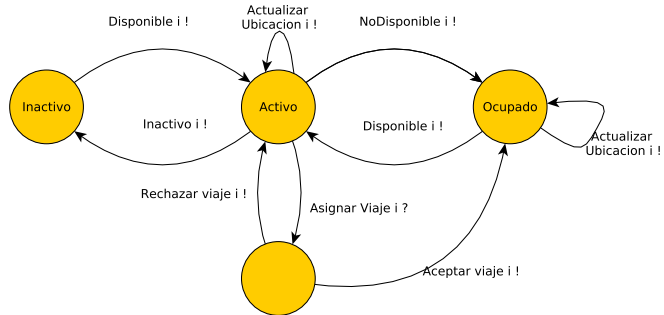 Actualizar
Ubicacion i !
Disponible i !
NoDisponible i !
Inactivo
Activo
Ocupado
Inactivo i !
Disponible i !
Actualizar
Ubicacion i !
Rechazar viaje i !
Asignar Viaje i ?
Aceptar viaje i !